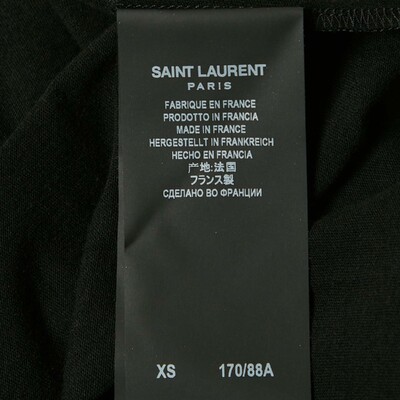 SAINT LAURENT
PARIS
FABRIQUE EN FRANCE
PRODOTTO IN FRANCIA
MADE IN FRANCE
HERGESTELLT IN FRANKREICH
HECHO EN FRANCIA
产地:法国
フランス製
СДЕЛАНО ВО ФРАНЦИИ
XS 170/88A